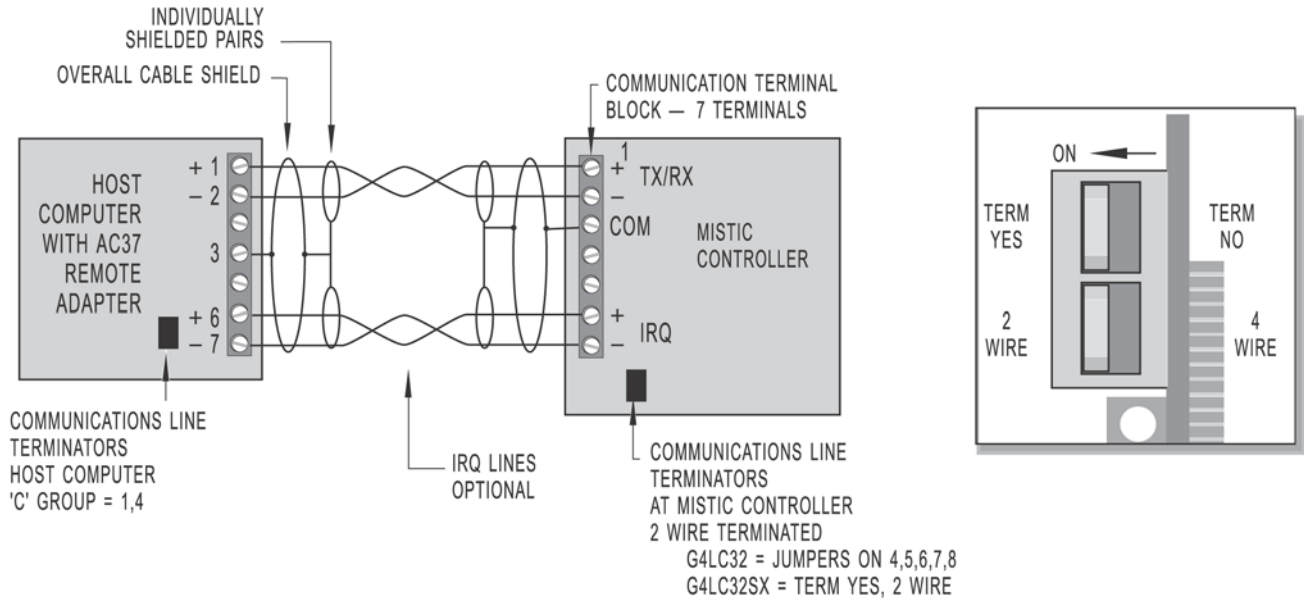 INDIVIDUALLY
SHIELDED PAIRS
OVERALL CABLE SHIELD
COMMUNICATION TERMINAL
BLOCK — 7 TERMINALS
HOST
COMPUTER
WITH AC37
REMOTE
ADAPTER
+ 1
– 2
3
+ 6
– 7
1
+
–
TX/RX
COM
MISTIC
CONTROLLER
+
–
IRQ
COMMUNICATIONS LINE
TERMINATORS
HOST COMPUTER
'C' GROUP = 1,4
IRQ LINES
OPTIONAL
COMMUNICATIONS LINE
TERMINATORS
AT MISTIC CONTROLLER
2 WIRE TERMINATED
G4LC32 = JUMPERS ON 4,5,6,7,8
G4LC32SX = TERM YES, 2 WIRE
ON
TERM
YES
TERM
NO
2
WIRE
4
WIRE